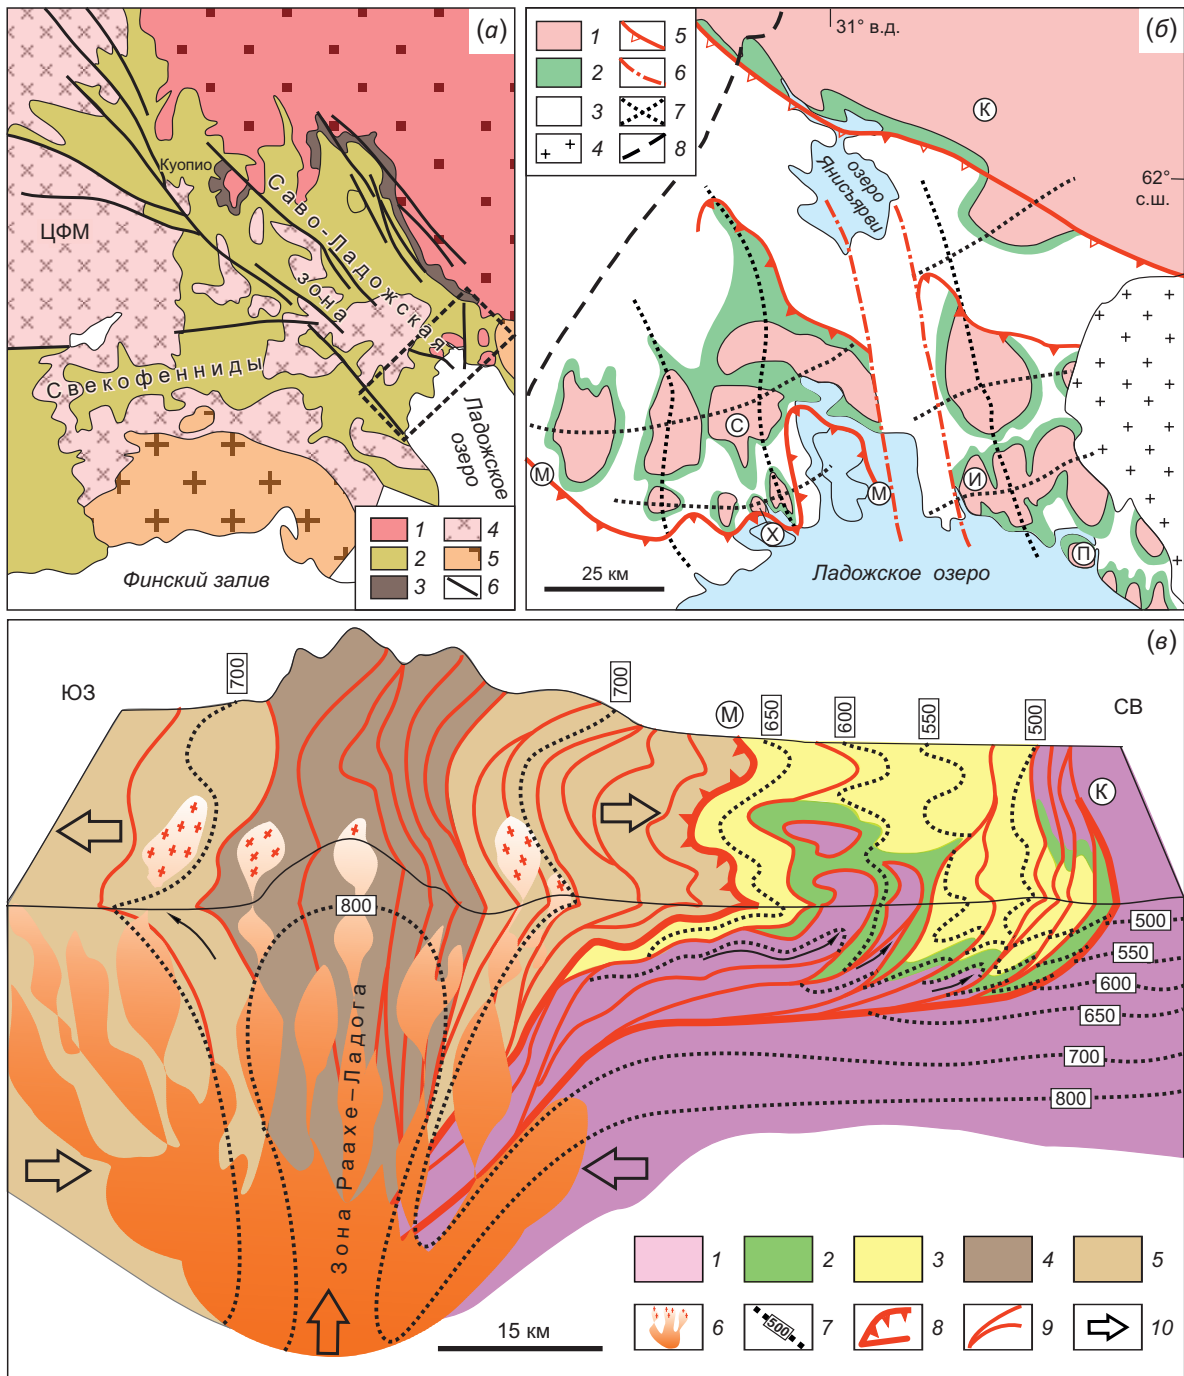 (а)
Куопио
ЦФМ
Саво-Ладожская
зона
Свекофенниды
Ладожское
озеро
Финский залив
1
2
3
4
5
6
(б)
1
2
3
4
5
6
7
8
31° в.д.
К
62°
с.ш.
озеро
Янисъярви
С
М
М
Х
И
П
25 км
Ладожское озеро
(в)
ЮЗ
СВ
700
700
М
650
600
550
500
К
800
500
550
600
650
700
800
Зона Раахе–Ладога
15 км
1
2
3
4
5
6
500
7
8
9
10